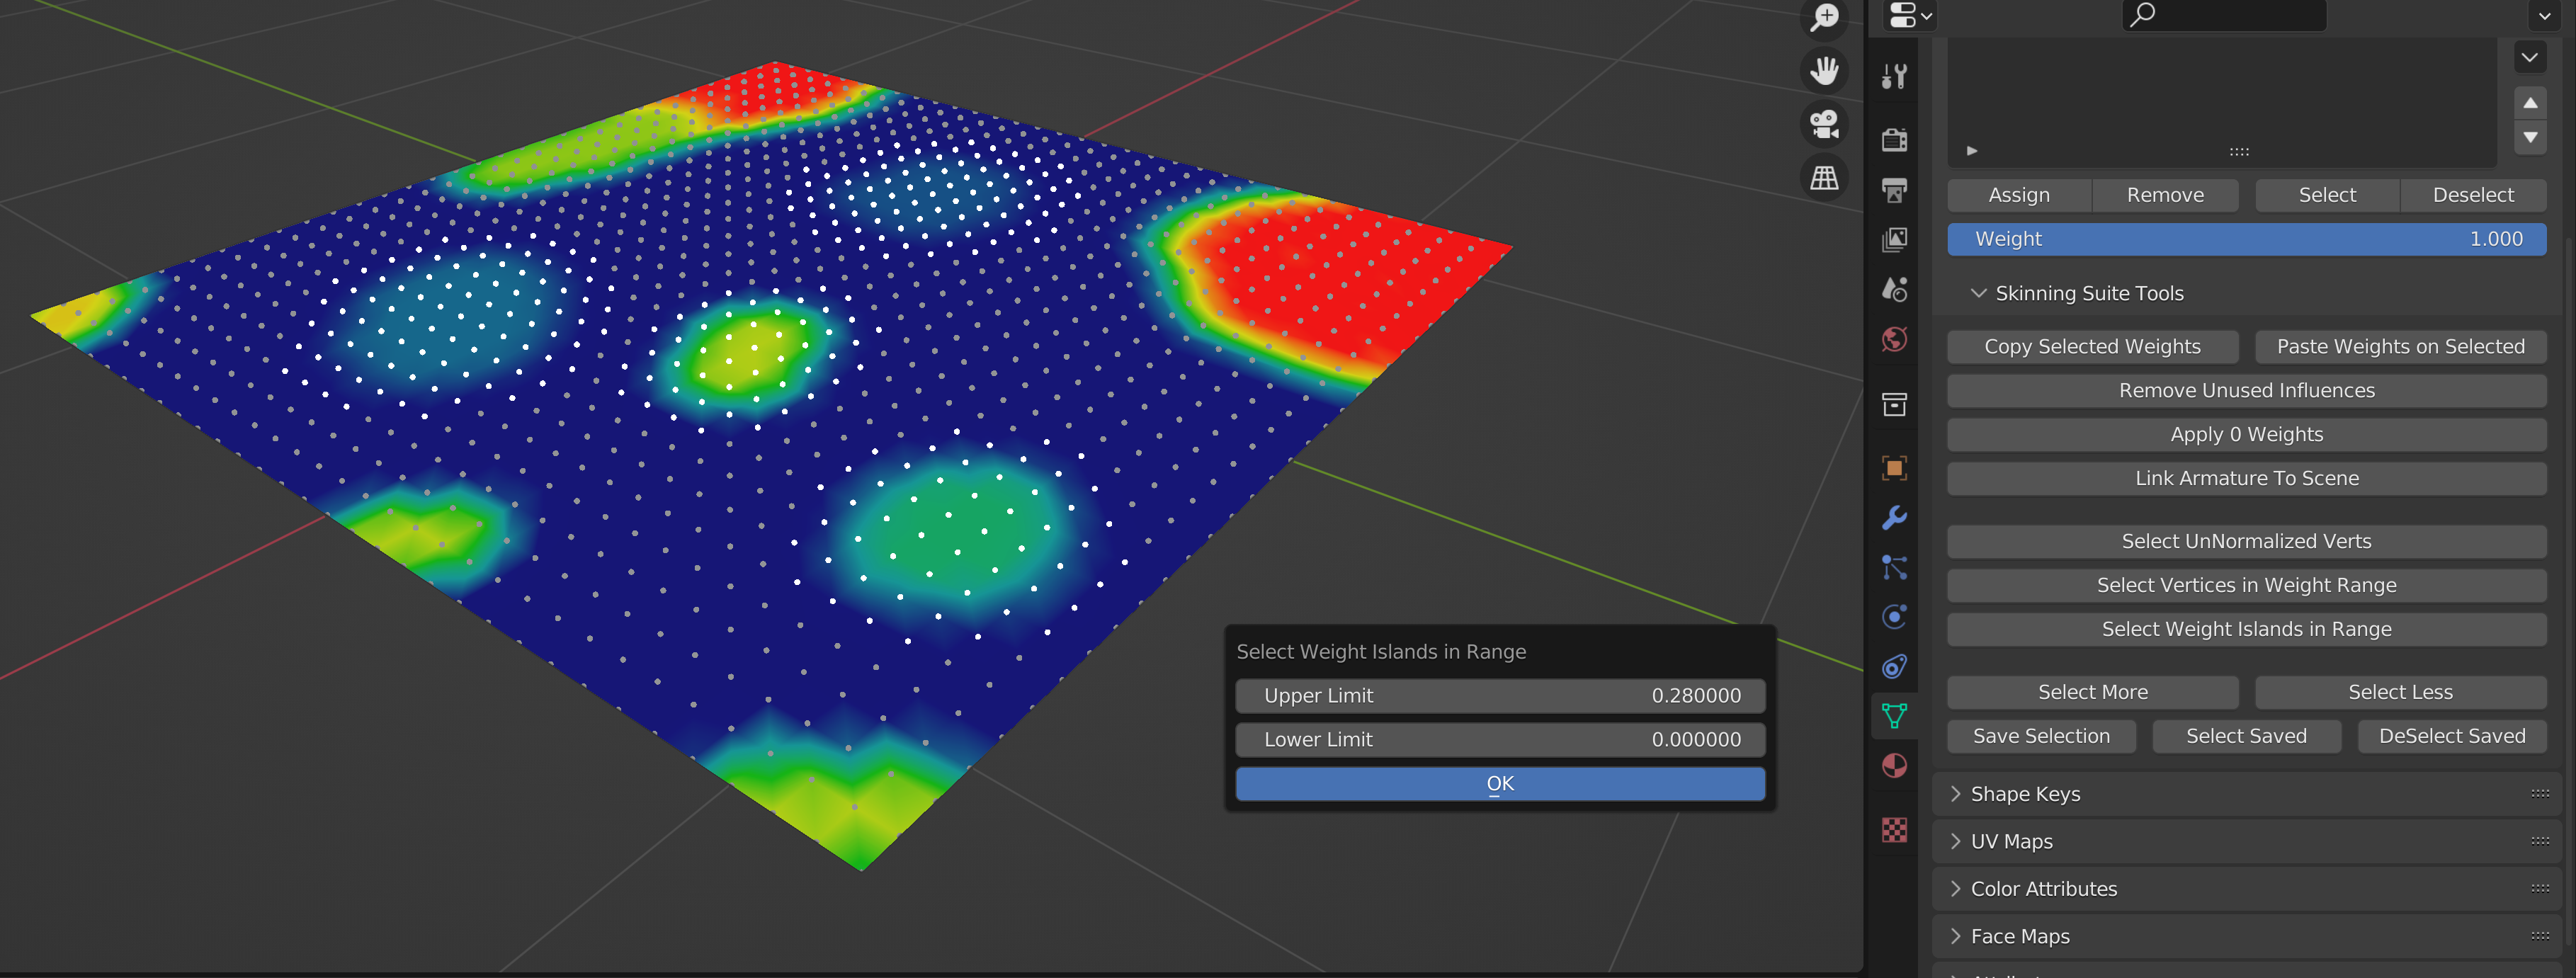 Assign Remove Select Deselect
Weight 1.000
Skinning Suite Tools
Copy Selected Weights Paste Weights on Selected
Remove Unused Influences
Apply 0 Weights
Link Armature To Scene
Select UnNormalized Verts
Select Vertices in Weight Range
Select Weight Islands in Range
Select More Select Less
Save Selection Select Saved DeSelect Saved
Shape Keys
UV Maps
Color Attributes
Face Maps
Select Weight Islands in Range
Upper Limit 0.280000
Lower Limit 0.000000
OK